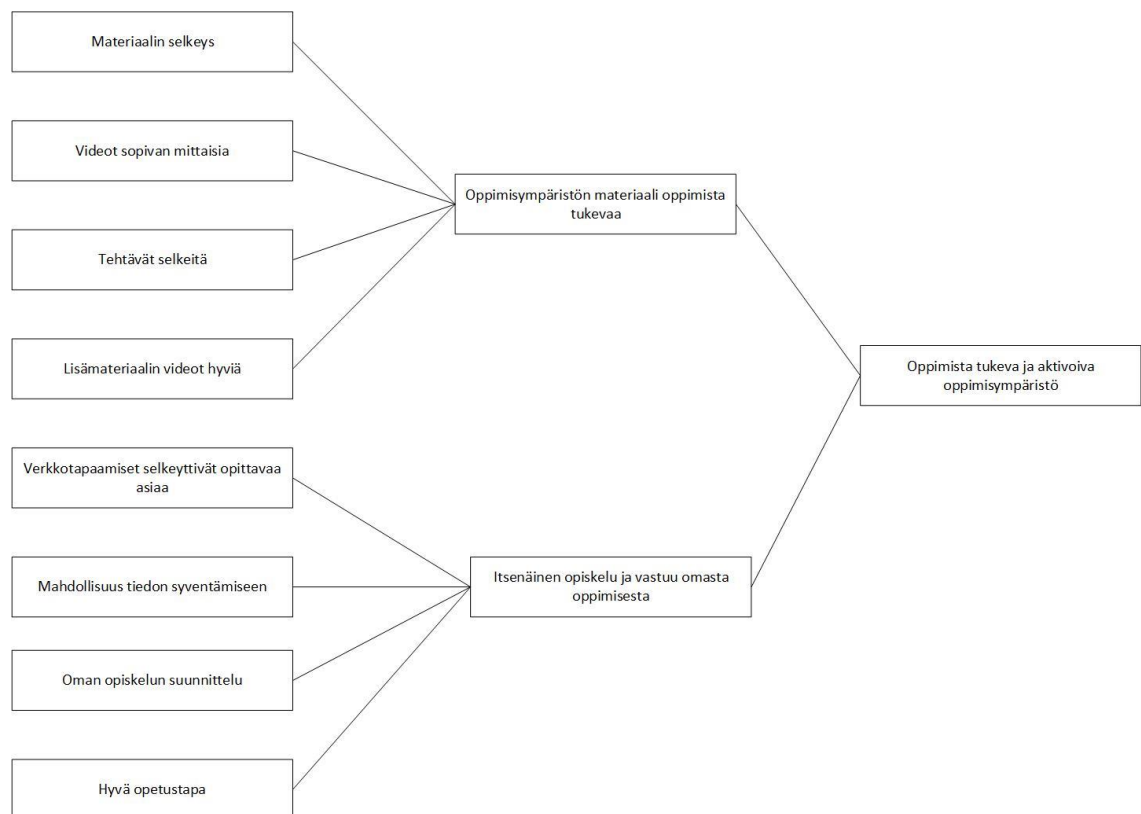 Materiaalin selkeys
Videot sopivan mittaisia
Tehtävät selkeitä
Lisämateriaalin videot hyviä
Verkkotapaamiset selkeyttivät opittavaa
asiaa
Mahdollisuus tiedon syventämiseen
Oman opiskelun suunnittelu
Hyvä opetustapa
Oppimisympäristön materiaali oppimista
tukevaa
Itsenäinen opiskelu ja vastuu omasta
oppimisesta
Oppimista tukeva ja aktivoiva
oppimisympäristö